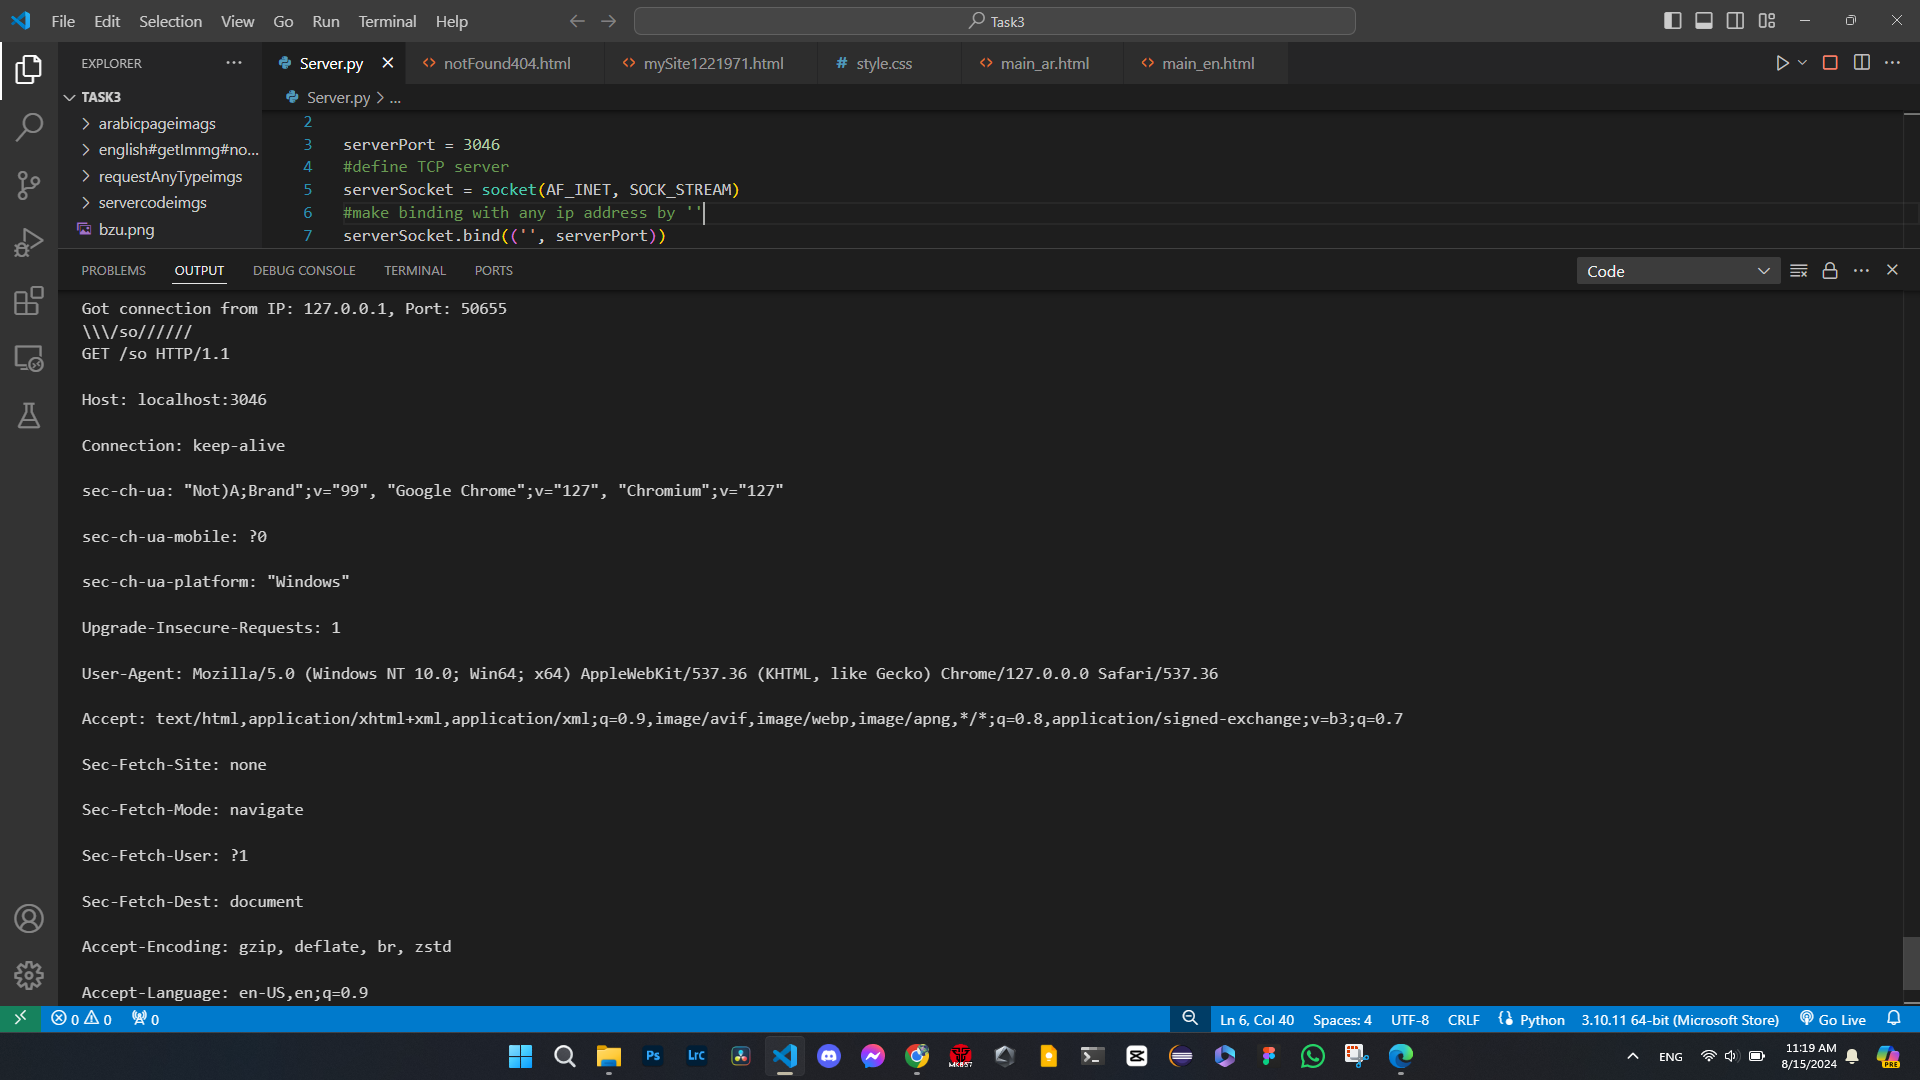 File Edit Selection View Go Run Terminal Help
Task3
EXPLORER
Server.py
notFound404.html
mySite1221971.html
style.css
main_ar.html
main_en.html
TASK3
arabicpageimags
english#getImmg#no...
requestAnyTypeimgs
servercodeimgs
bzu.png
Server.py > ...
2
3 serverPort = 3046
4 #define TCP server
5 serverSocket = socket(AF_INET, SOCK_STREAM)
6 #make binding with any ip address by ''
7 serverSocket.bind(('', serverPort))
PROBLEMS OUTPUT DEBUG CONSOLE TERMINAL PORTS
Code
Got connection from IP: 127.0.0.1, Port: 50655
\\\/so//////
GET /so HTTP/1.1
Host: localhost:3046
Connection: keep-alive
sec-ch-ua: "Not)A;Brand";v="99", "Google Chrome";v="127", "Chromium";v="127"
sec-ch-ua-mobile: ?0
sec-ch-ua-platform: "Windows"
Upgrade-Insecure-Requests: 1
User-Agent: Mozilla/5.0 (Windows NT 10.0; Win64; x64) AppleWebKit/537.36 (KHTML, like Gecko) Chrome/127.0.0.0 Safari/537.36
Accept: text/html,application/xhtml+xml,application/xml;q=0.9,image/avif,image/webp,image/apng,*/*;q=0.8,application/signed-exchange;v=b3;q=0.7
Sec-Fetch-Site: none
Sec-Fetch-Mode: navigate
Sec-Fetch-User: ?1
Sec-Fetch-Dest: document
Accept-Encoding: gzip, deflate, br, zstd
Accept-Language: en-US,en;q=0.9
0 0 0
Ln 6, Col 40 Spaces: 4 UTF-8 CRLF Python 3.10.11 64-bit (Microsoft Store) Go Live
Ps
Lrc
ENG
11:19 AM
8/15/2024
PRE